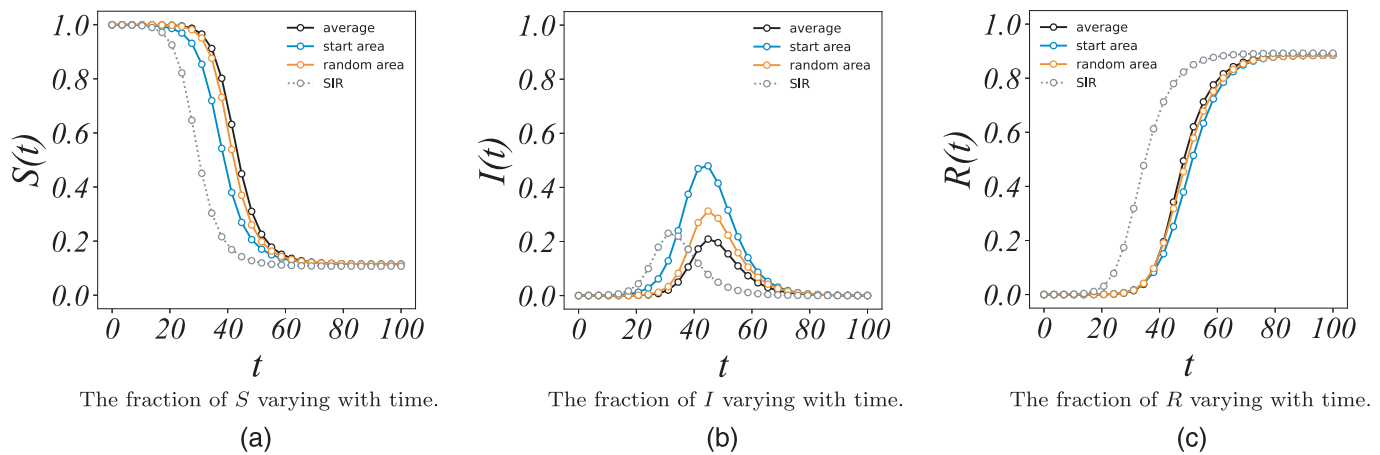 1.0
0.8
0.6
0.4
0.2
0.0
S(t)
0 20 40 60 80 100
t
average
start area
random area
SIR
The fraction of S varying with time.
(a)
1.0
0.8
0.6
0.4
0.2
0.0
I(t)
0 20 40 60 80 100
t
average
start area
random area
SIR
The fraction of I varying with time.
(b)
1.0
0.8
0.6
0.4
0.2
0.0
R(t)
0 20 40 60 80 100
t
average
start area
random area
SIR
The fraction of R varying with time.
(c)